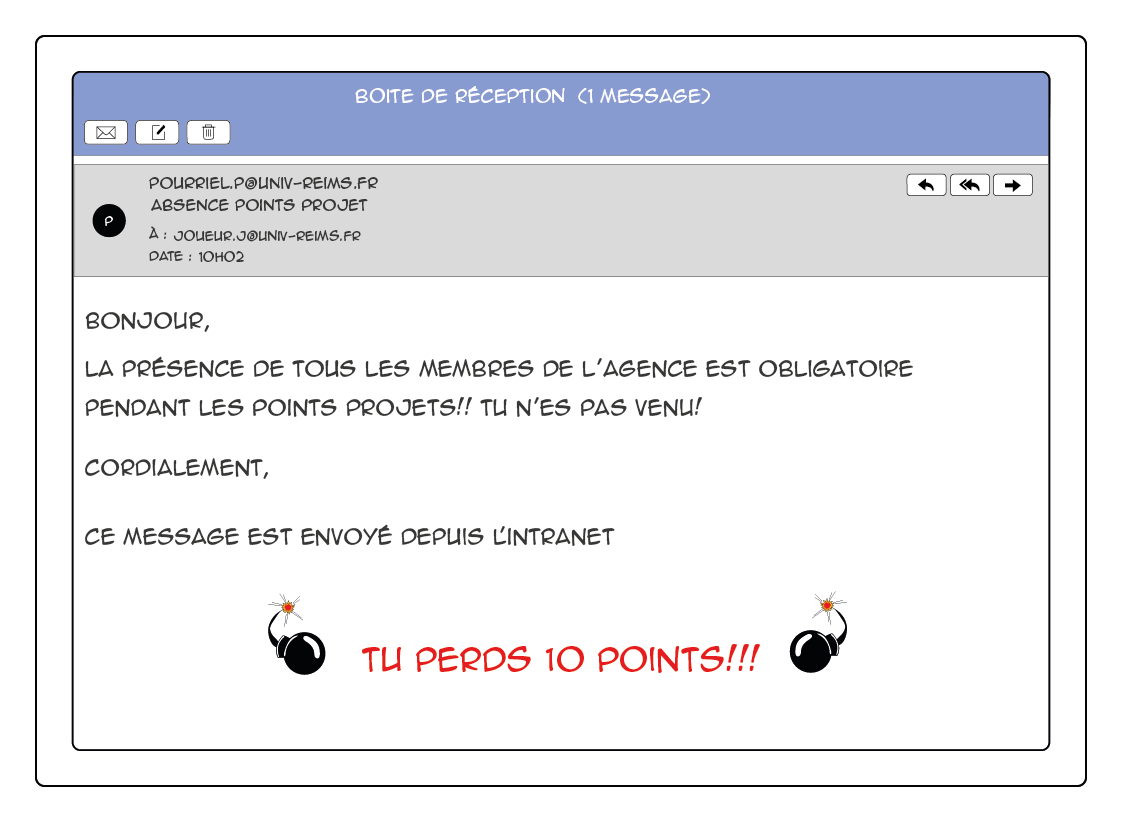 BOITE DE RÉCEPTION (1 MESSAGE)
POURRIEL.P@UNIV-REIMS.FR
ABSENCE POINTS PROJET
P
À : JOUEUR.J@UNIV-REIMS.FR
DATE : 10H02
BONJOUR,
LA PRÉSENCE DE TOUS LES MEMBRES DE L'AGENCE EST OBLIGATOIRE
PENDANT LES POINTS PROJETS!! TU N'ES PAS VENU!
CORDIALEMENT,
CE MESSAGE EST ENVOYÉ DEPUIS L'INTRANET
TU PERDS 10 POINTS!!!